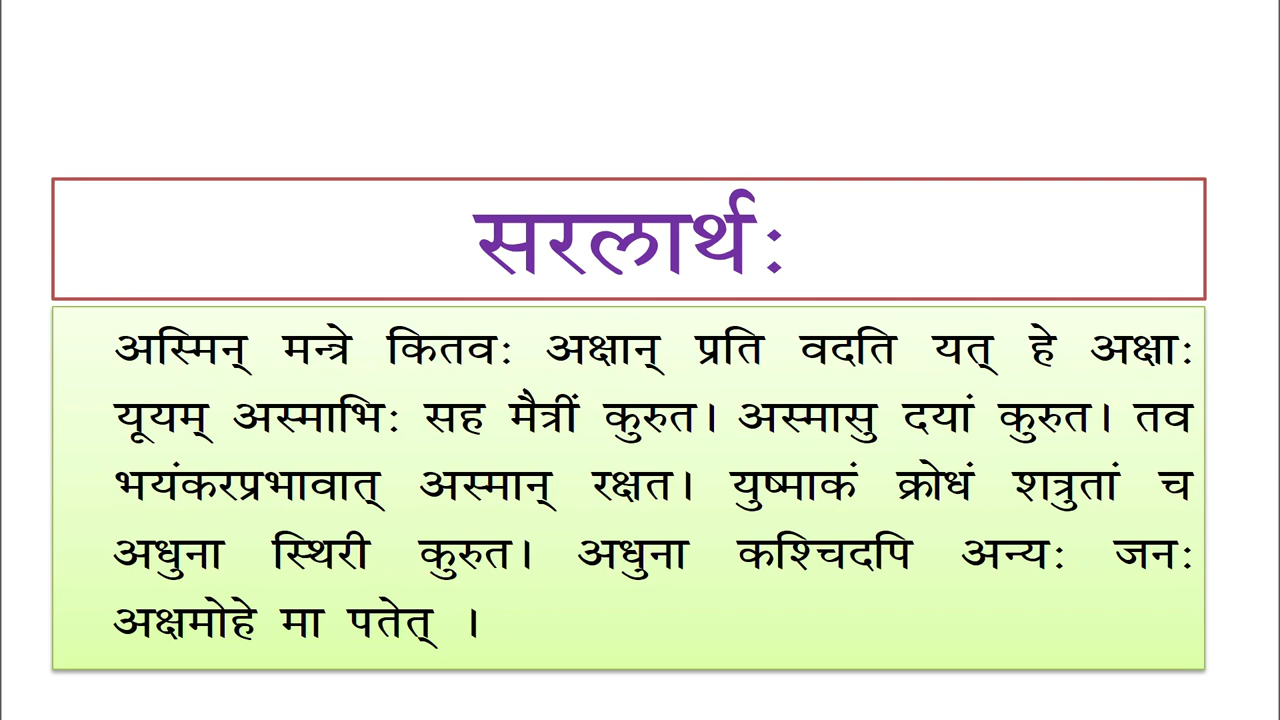 सरलार्थः
अस्मिन् मन्त्रे कितवः अक्षान् प्रति वदति यत् हे अक्षाः
यूयम् अस्माभिः सह मैत्रीं कुरुत। अस्मासु दयां कुरुत। तव
भयंकरप्रभावात् अस्मान् रक्षत। युष्माकं क्रोधं शत्रुतां च
अधुना स्थिरी कुरुत। अधुना कश्चिदपि अन्यः जनः
अक्षमोहे मा पतेत् ।